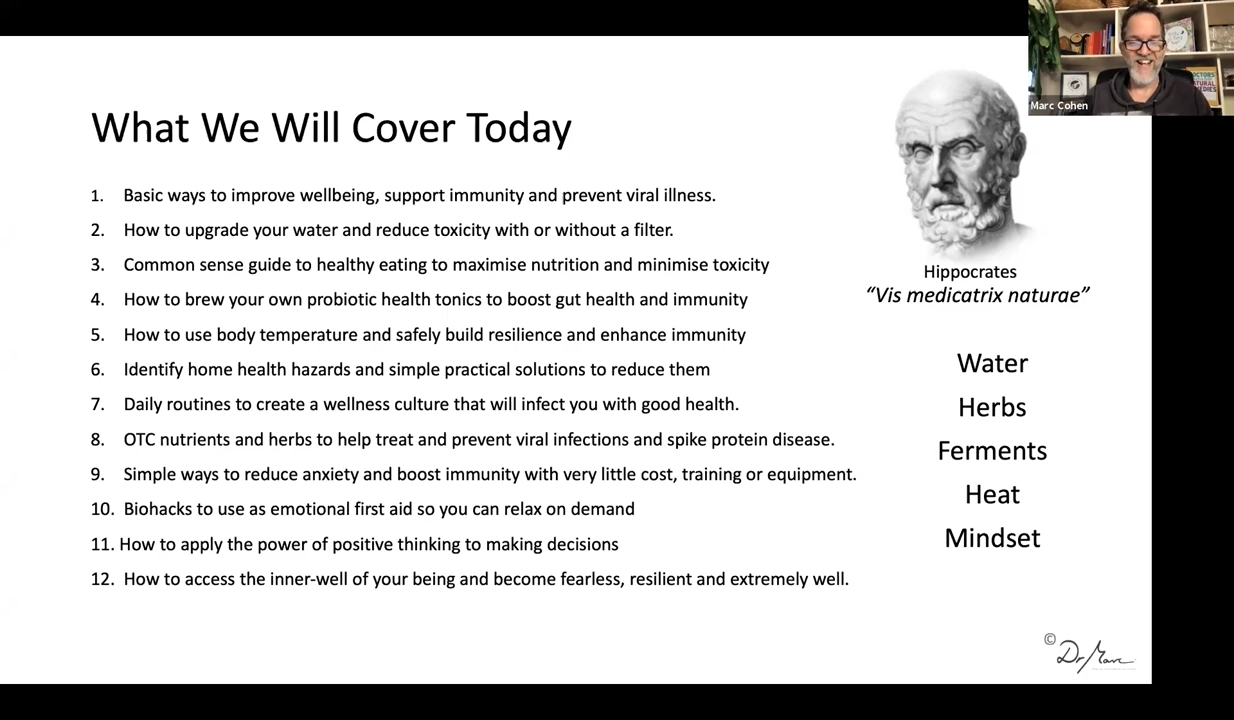 What We Will Cover Today
1. Basic ways to improve wellbeing, support immunity and prevent viral illness.
2. How to upgrade your water and reduce toxicity with or without a filter.
3. Common sense guide to healthy eating to maximise nutrition and minimise toxicity
4. How to brew your own probiotic health tonics to boost gut health and immunity
5. How to use body temperature and safely build resilience and enhance immunity
6. Identify home health hazards and simple practical solutions to reduce them
7. Daily routines to create a wellness culture that will infect you with good health.
8. OTC nutrients and herbs to help treat and prevent viral infections and spike protein disease.
9. Simple ways to reduce anxiety and boost immunity with very little cost, training or equipment.
10. Biohacks to use as emotional first aid so you can relax on demand
11. How to apply the power of positive thinking to making decisions
12. How to access the inner-well of your being and become fearless, resilient and extremely well.
Marc Cohen
Hippocrates
“Vis medicatrix naturae”
Water
Herbs
Ferments
Heat
Mindset
© Dr Marc